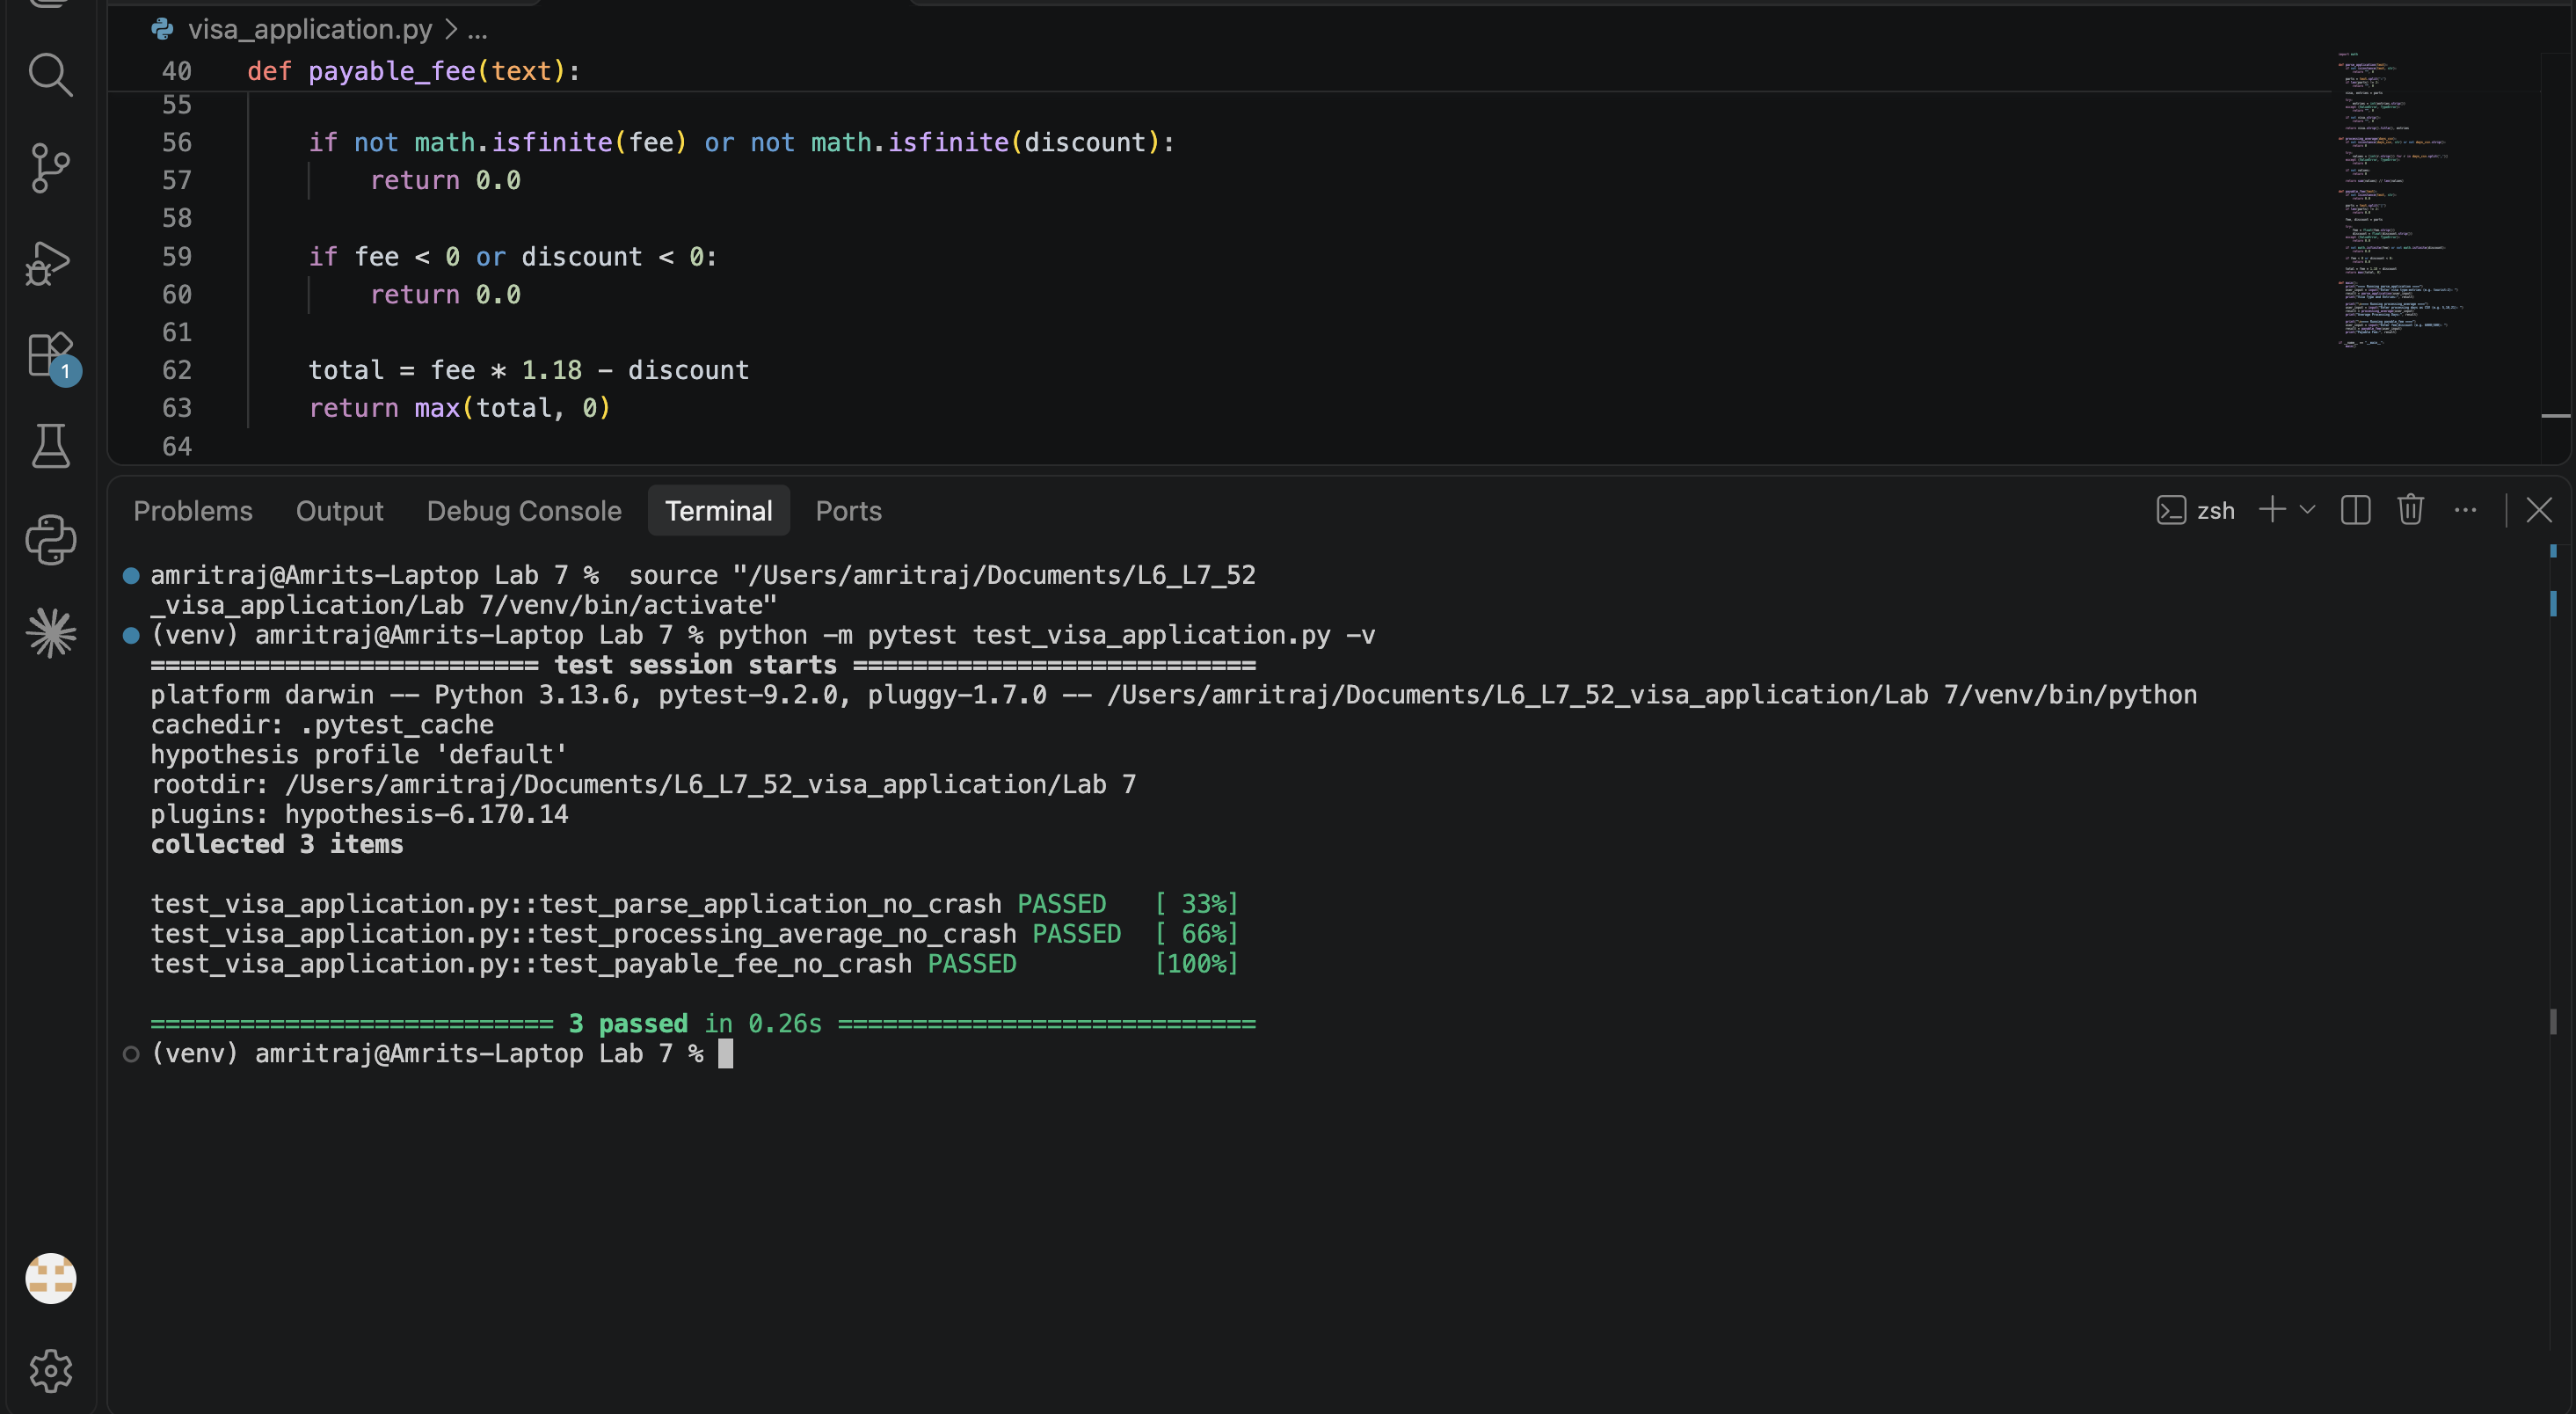 visa_application.py > ...
40 def payable_fee(text):
55
56 if not math.isfinite(fee) or not math.isfinite(discount):
57 return 0.0
58
59 if fee < 0 or discount < 0:
60 return 0.0
61
62 total = fee * 1.18 - discount
63 return max(total, 0)
64
1
Problems Output Debug Console Terminal Ports zsh
amritraj@Amrits-Laptop Lab 7 %  source "/Users/amritraj/Documents/L6_L7_52
_visa_application/Lab 7/venv/bin/activate"
(venv) amritraj@Amrits-Laptop Lab 7 % python -m pytest test_visa_application.py -v
========================== test session starts ===========================
platform darwin -- Python 3.13.6, pytest-9.2.0, pluggy-1.7.0 -- /Users/amritraj/Documents/L6_L7_52_visa_application/Lab 7/venv/bin/python
cachedir: .pytest_cache
hypothesis profile 'default'
rootdir: /Users/amritraj/Documents/L6_L7_52_visa_application/Lab 7
plugins: hypothesis-6.170.14
collected 3 items
test_visa_application.py::test_parse_application_no_crash PASSED [ 33%]
test_visa_application.py::test_processing_average_no_crash PASSED [ 66%]
test_visa_application.py::test_payable_fee_no_crash PASSED [100%]
=========================== 3 passed in 0.26s ============================
(venv) amritraj@Amrits-Laptop Lab 7 %